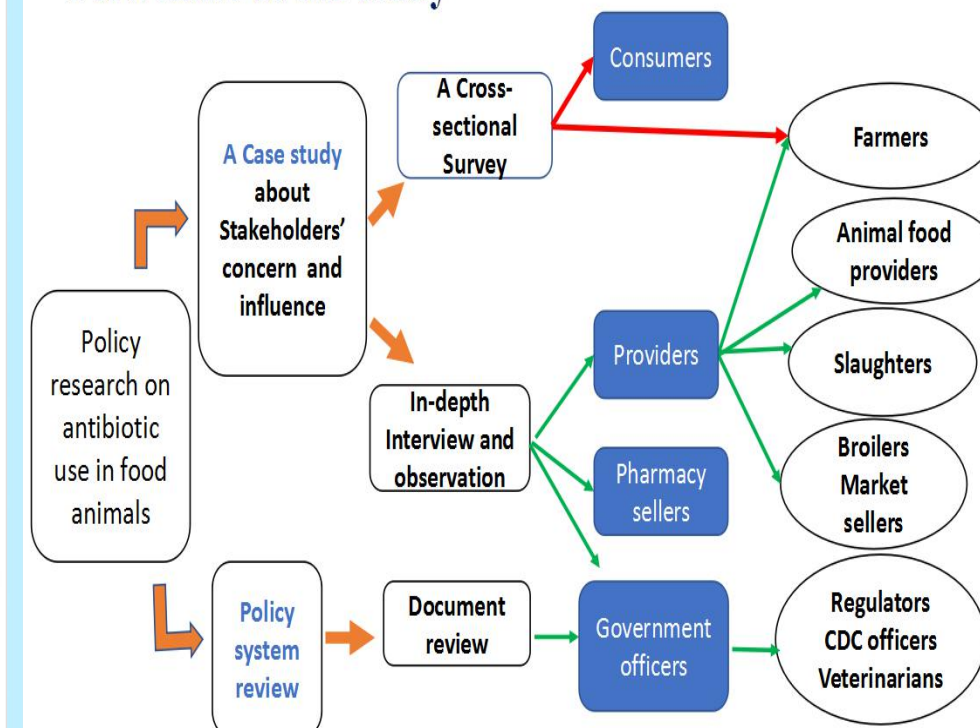 Policy
research on
antibiotic
use in food
animals
A Case study
about
Stakeholders'
concern and
influence
Policy
system
review
A Cross-
sectional
Survey
In-depth
Interview and
observation
Document
review
Consumers
Providers
Pharmacy
sellers
Government
officers
Farmers
Animal food
providers
Slaughters
Broilers
Market
sellers
Regulators
CDC officers
Veterinarians